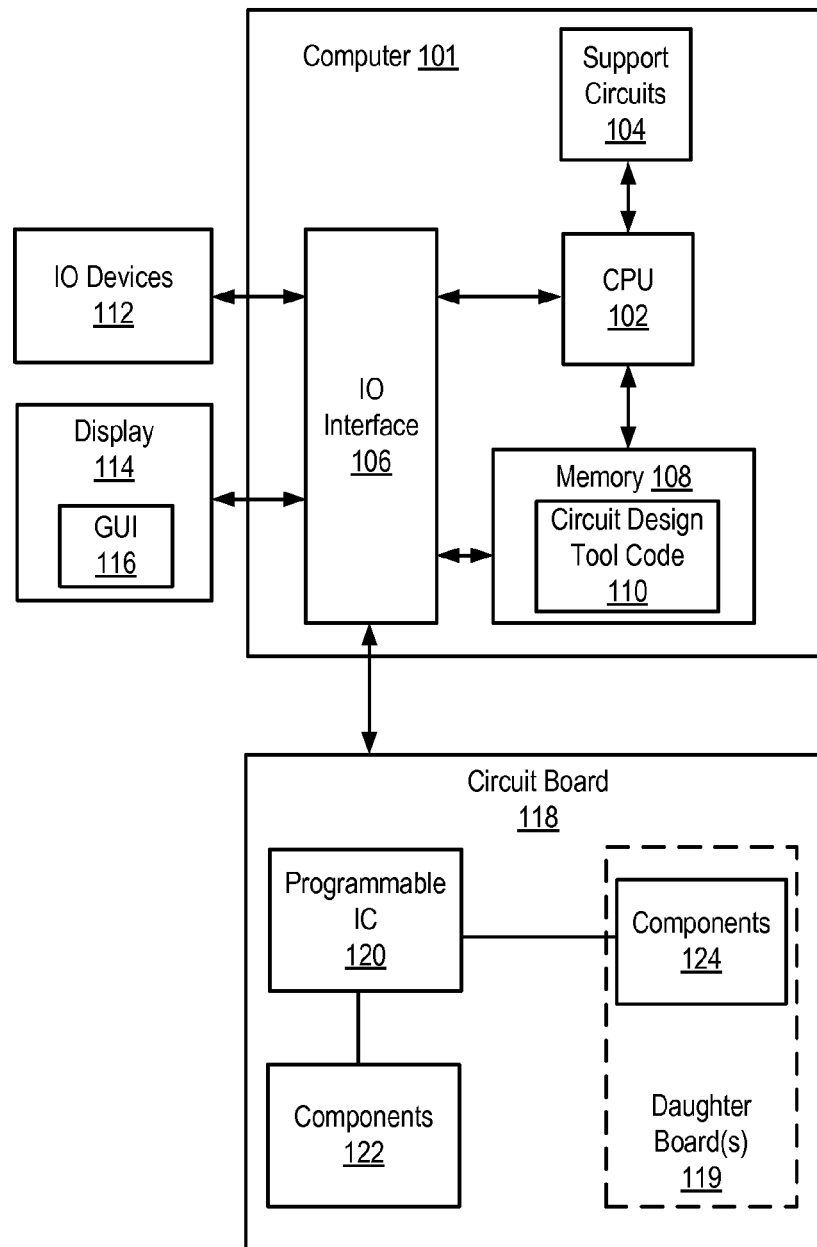 Computer 101
Support
Circuits
104
IO Devices
112
IO
Interface
106
CPU
102
Display
114
GUI
116
Memory 108
Circuit Design
Tool Code
110
Circuit Board
118
Programmable
IC
120
Components
124
Components
122
Daughter
Board(s)
119